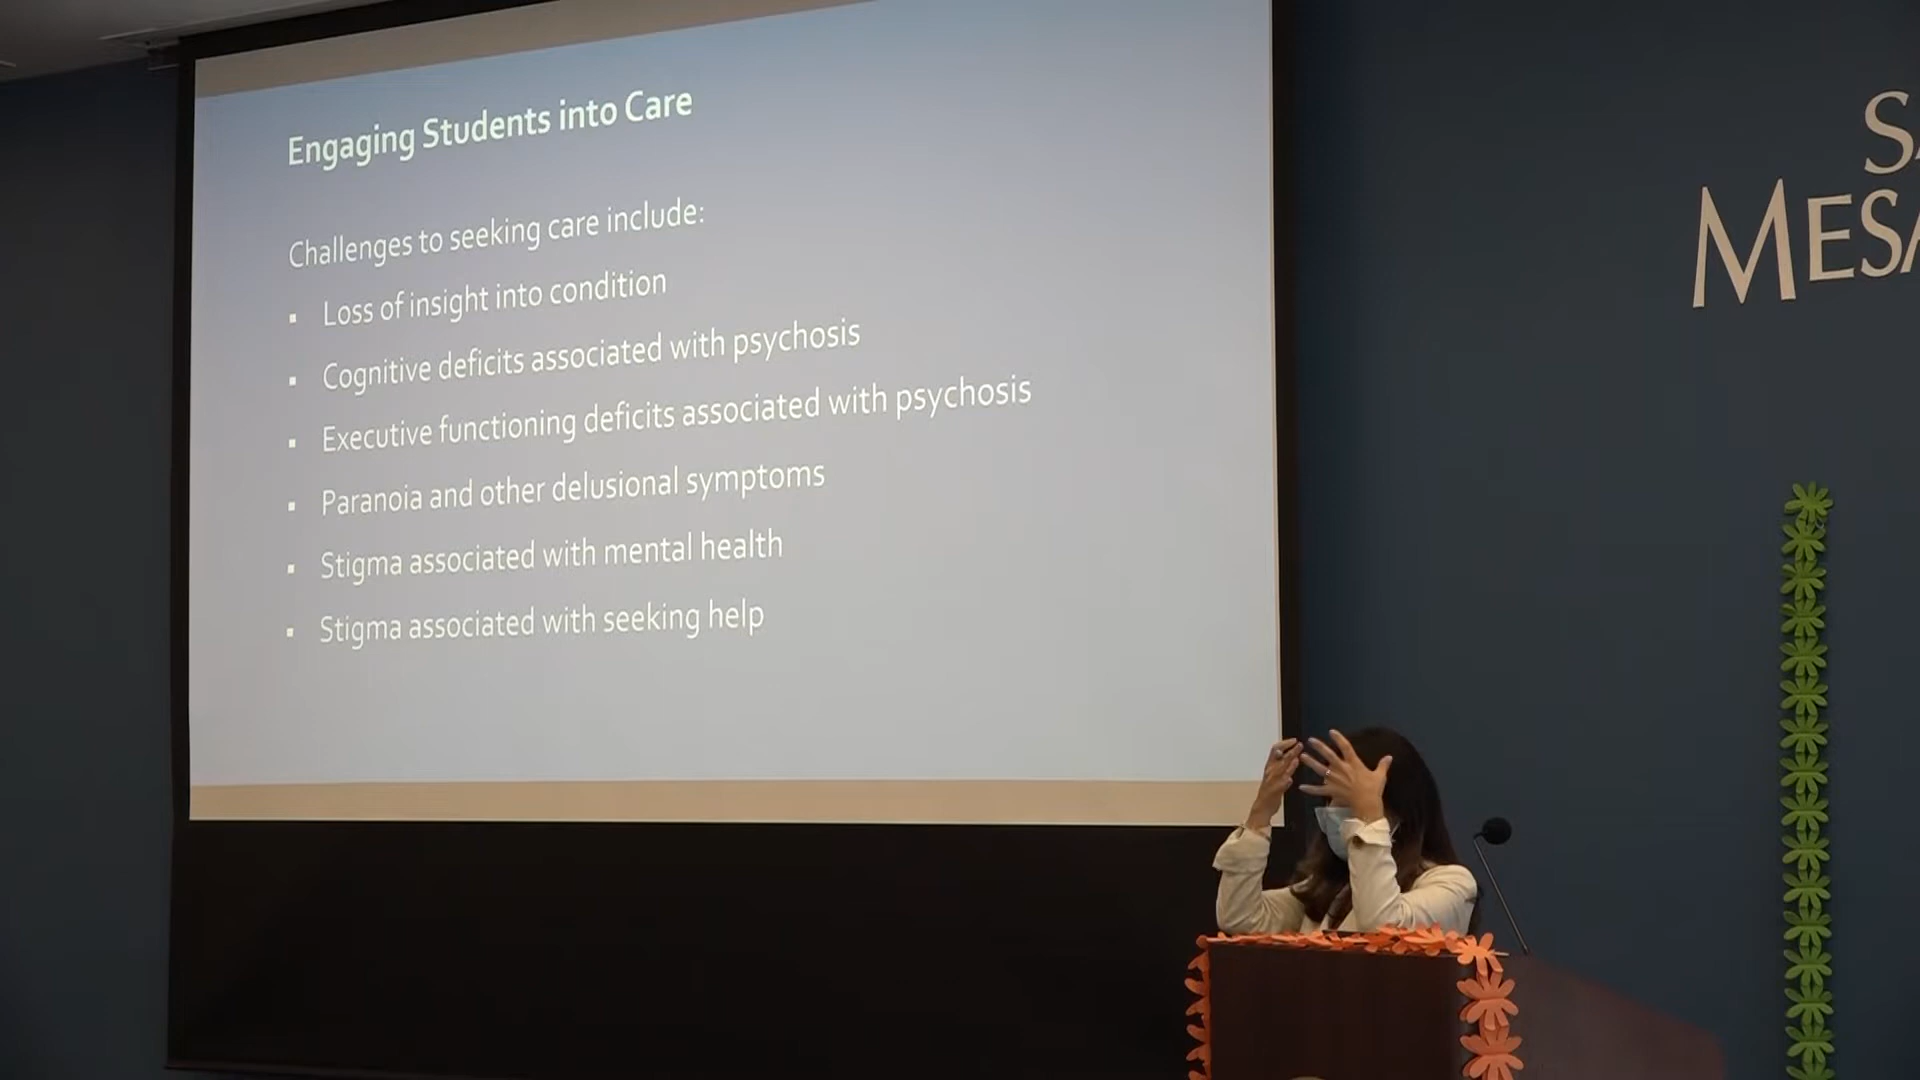 Engaging Students into Care
Challenges to seeking care include:
Loss of insight into condition
Cognitive deficits associated with psychosis
Executive functioning deficits associated with psychosis
Paranoia and other delusional symptoms
Stigma associated with mental health
Stigma associated with seeking help
SA
MESA